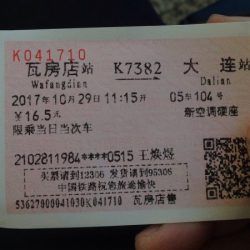 K041710
瓦房店站 K7382 大连站
Wafangdian Dalian
2017年10月29日11:15开 05车104号
¥16.5元 新空调硬座
限乘当日当次车
2102811984****0515 王焕煜
买票请到12306 发货请到95306
中国铁路祝您旅途愉快
53627000041030K041710 瓦房店售